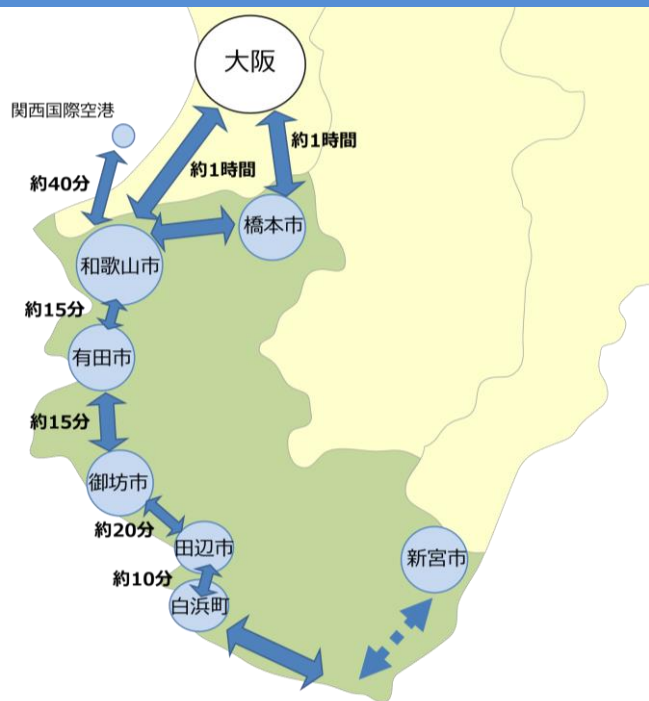 大阪
関西国際空港
約1時間
約1時間
約40分
橋本市
和歌山市
約15分
有田市
約15分
御坊市
約20分
田辺市
新宮市
約10分
白浜町